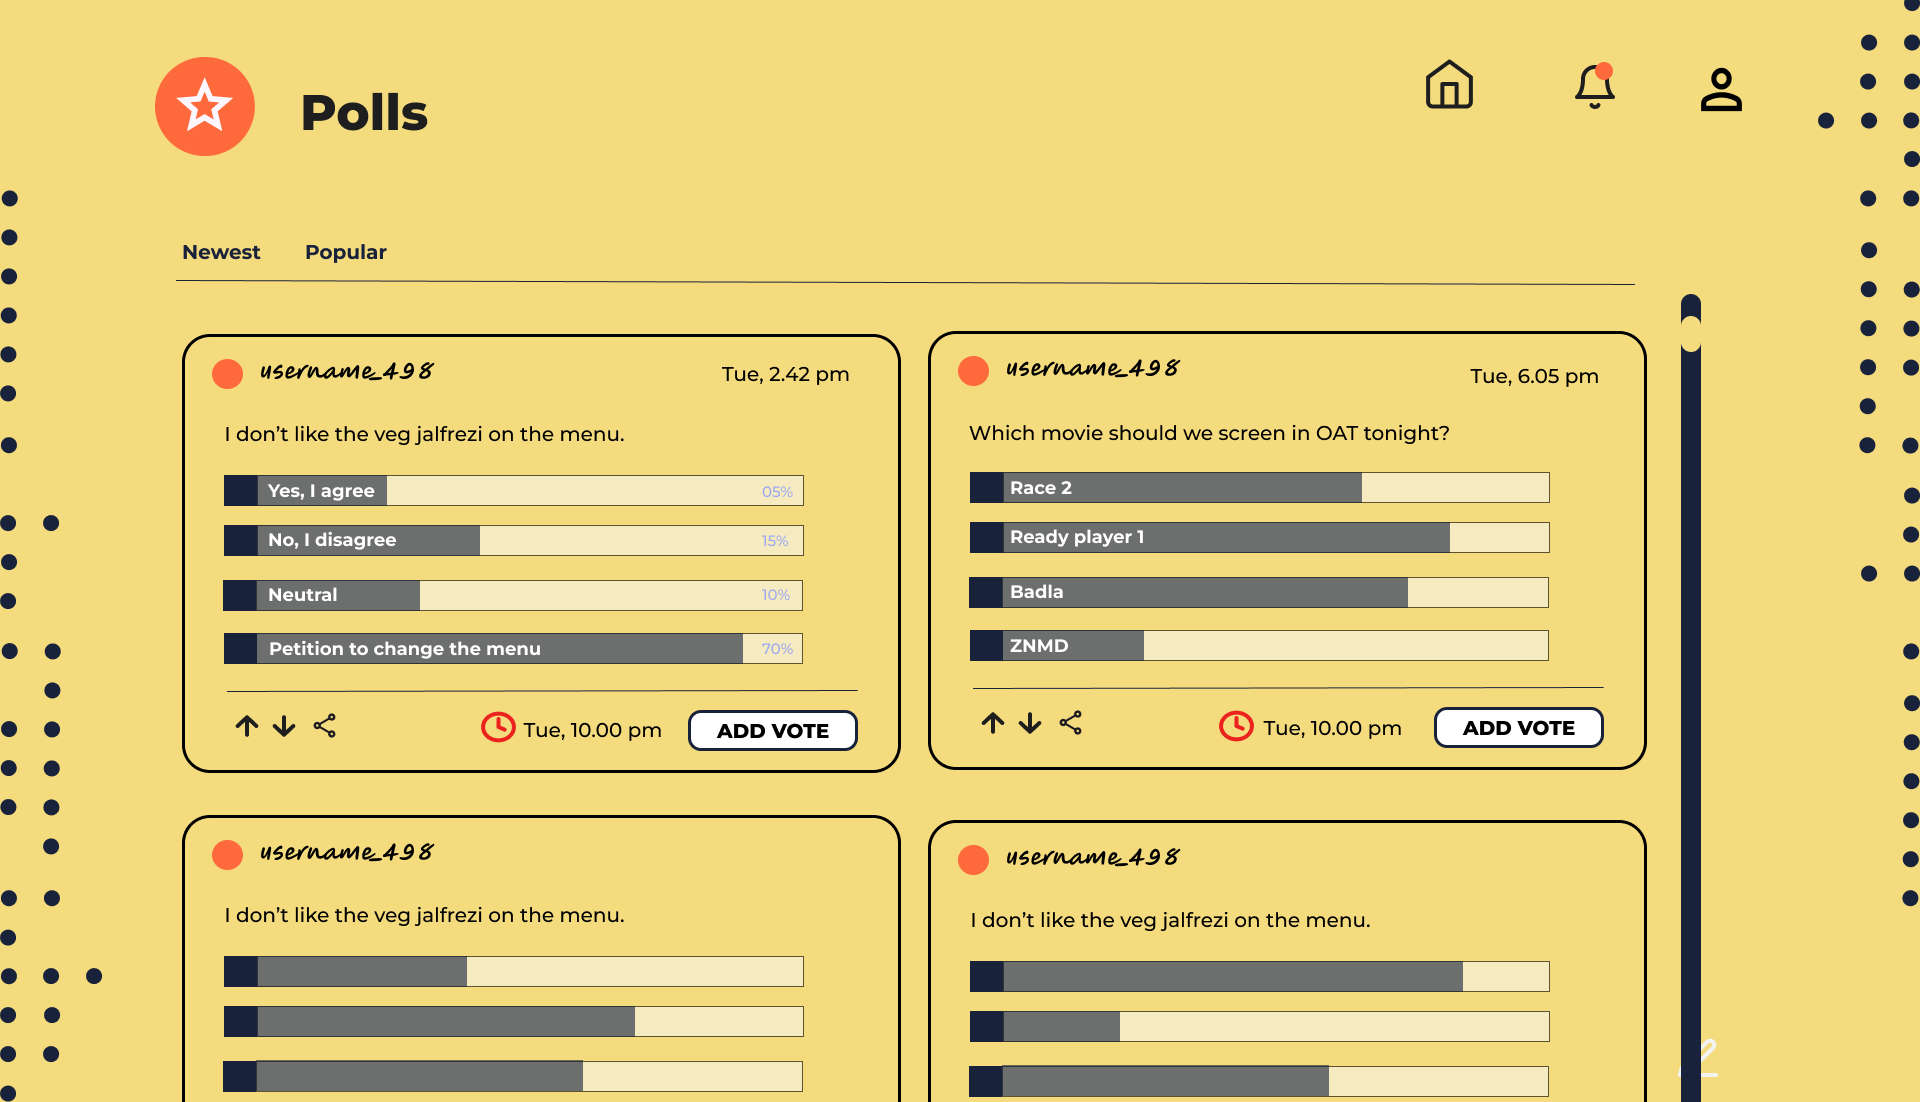 Polls
Newest Popular
username_498 Tue, 2.42 pm
I don’t like the veg jalfrezi on the menu.
Yes, I agree 05%
No, I disagree 15%
Neutral 10%
Petition to change the menu 70%
Tue, 10.00 pm ADD VOTE
username_498 Tue, 6.05 pm
Which movie should we screen in OAT tonight?
Race 2
Ready player 1
Badla
ZNMD
Tue, 10.00 pm ADD VOTE
username_498
I don’t like the veg jalfrezi on the menu.
username_498
I don’t like the veg jalfrezi on the menu.